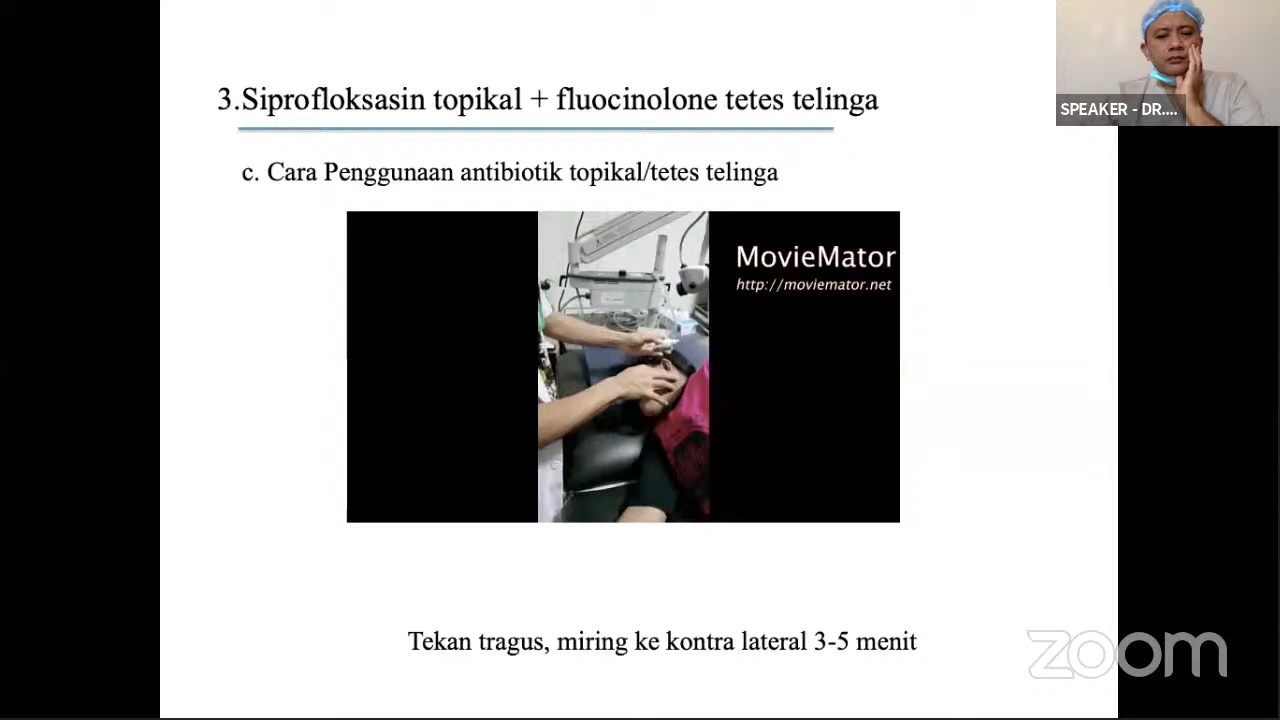 3.Siprofloksasin topikal + fluocinolone tetes telinga
SPEAKER - DR....
c. Cara Penggunaan antibiotik topikal/tetes telinga
MovieMator
http://moviemator.net
Tekan tragus, miring ke kontra lateral 3-5 menit
zoom